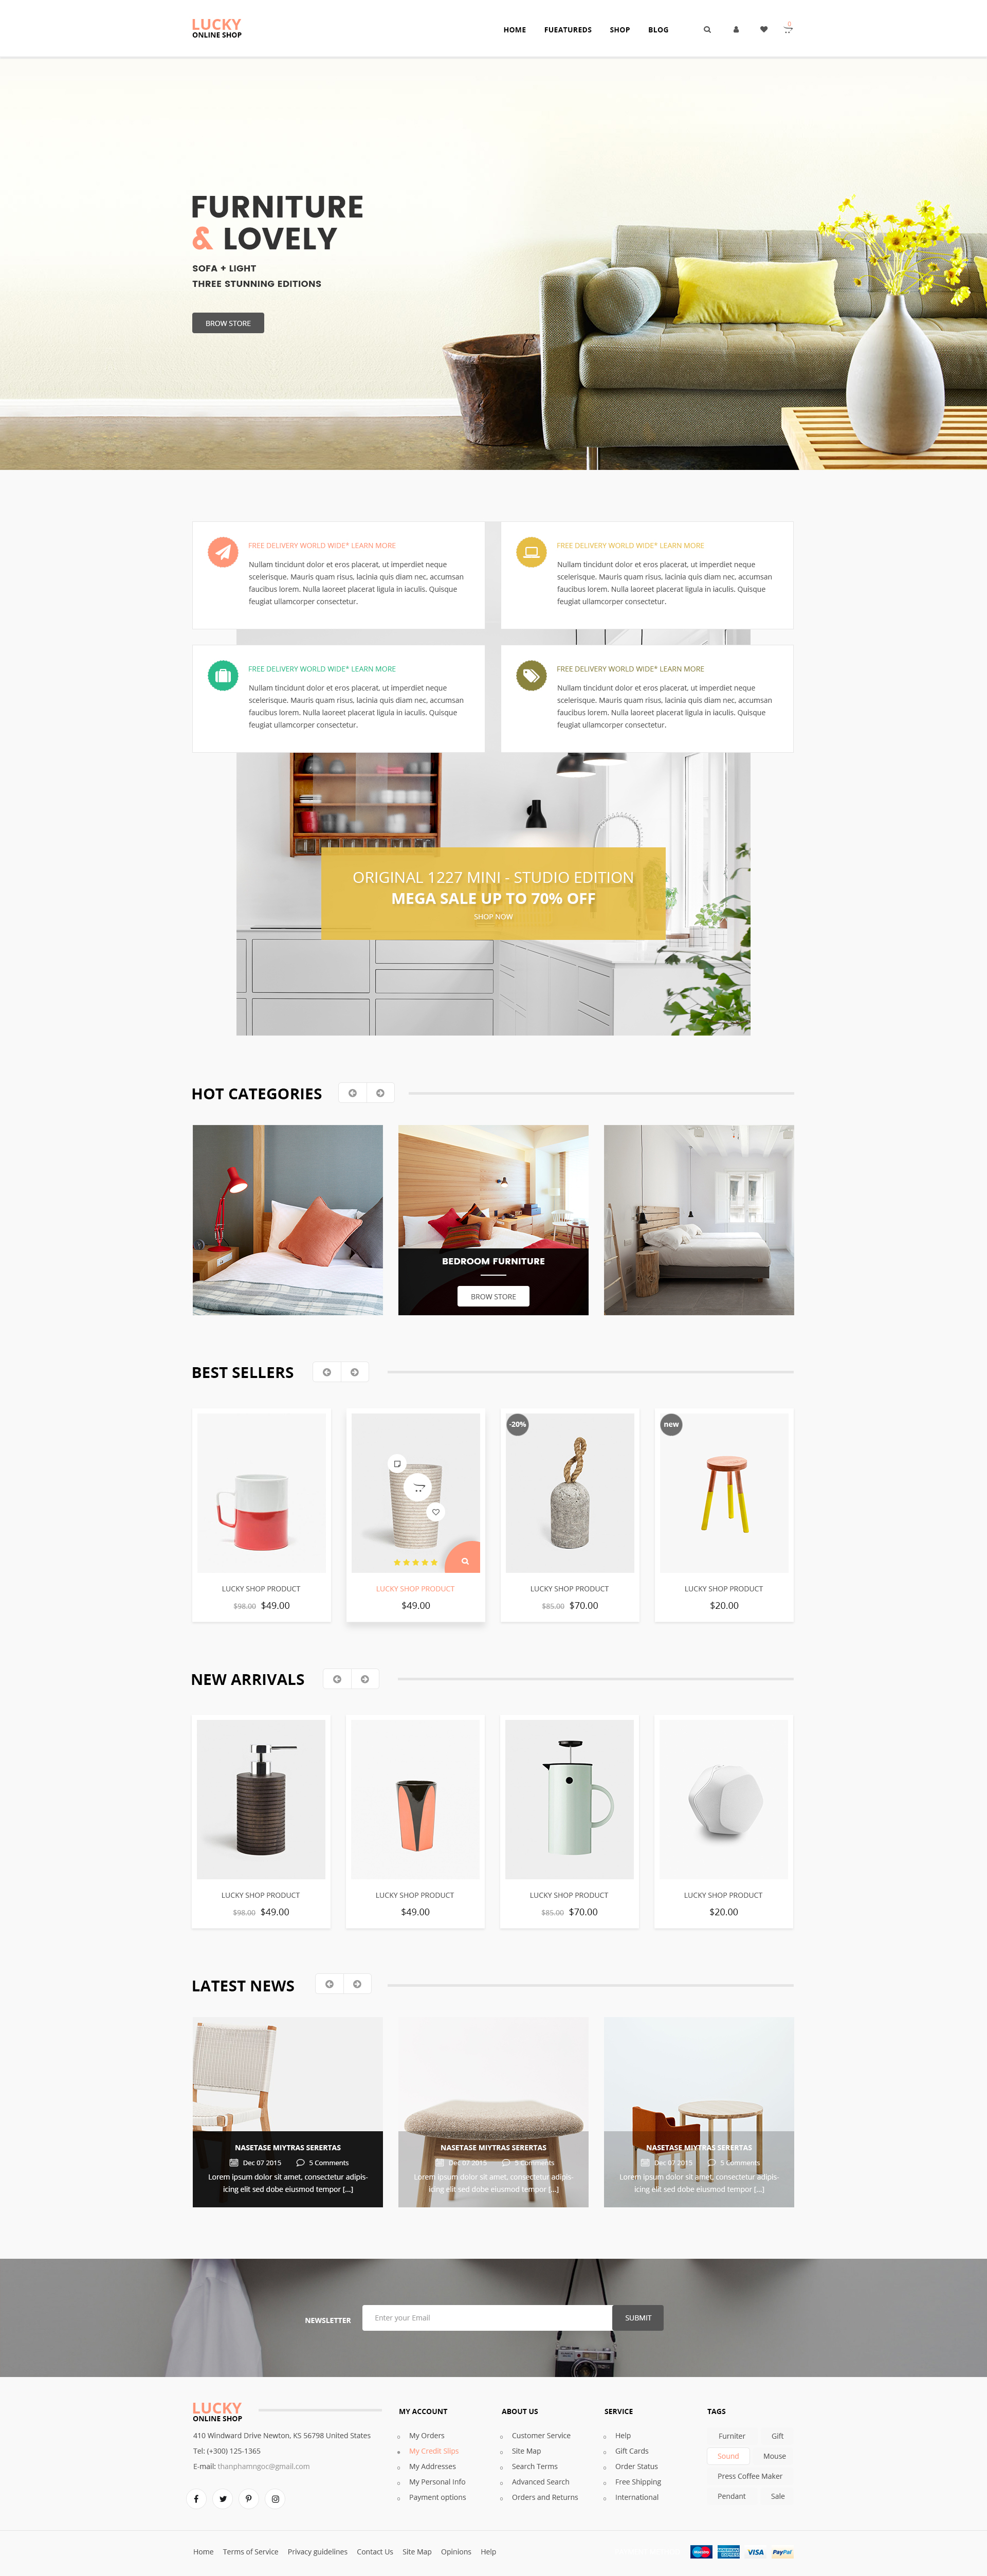 LUCKY
ONLINE SHOP
HOME FUEATUREDS SHOP BLOG
0
FURNITURE
& LOVELY
SOFA + LIGHT
THREE STUNNING EDITIONS
BROW STORE
FREE DELIVERY WORLD WIDE* LEARN MORE
Nullam tincidunt dolor et eros placerat, ut imperdiet neque
scelerisque. Mauris quam risus, lacinia quis diam nec, accumsan
faucibus lorem. Nulla laoreet placerat ligula in iaculis. Quisque
feugiat ullamcorper consectetur.
FREE DELIVERY WORLD WIDE* LEARN MORE
Nullam tincidunt dolor et eros placerat, ut imperdiet neque
scelerisque. Mauris quam risus, lacinia quis diam nec, accumsan
faucibus lorem. Nulla laoreet placerat ligula in iaculis. Quisque
feugiat ullamcorper consectetur.
FREE DELIVERY WORLD WIDE* LEARN MORE
Nullam tincidunt dolor et eros placerat, ut imperdiet neque
scelerisque. Mauris quam risus, lacinia quis diam nec, accumsan
faucibus lorem. Nulla laoreet placerat ligula in iaculis. Quisque
feugiat ullamcorper consectetur.
FREE DELIVERY WORLD WIDE* LEARN MORE
Nullam tincidunt dolor et eros placerat, ut imperdiet neque
scelerisque. Mauris quam risus, lacinia quis diam nec, accumsan
faucibus lorem. Nulla laoreet placerat ligula in iaculis. Quisque
feugiat ullamcorper consectetur.
ORIGINAL 1227 MINI - STUDIO EDITION
MEGA SALE UP TO 70% OFF
SHOP NOW
HOT CATEGORIES
BEDROOM FURNITURE
BROW STORE
BEST SELLERS
-20%
new
LUCKY SHOP PRODUCT
$98.00 $49.00
LUCKY SHOP PRODUCT
$49.00
LUCKY SHOP PRODUCT
$85.00 $70.00
LUCKY SHOP PRODUCT
$20.00
NEW ARRIVALS
LUCKY SHOP PRODUCT
$98.00 $49.00
LUCKY SHOP PRODUCT
$49.00
LUCKY SHOP PRODUCT
$85.00 $70.00
LUCKY SHOP PRODUCT
$20.00
LATEST NEWS
NASETASE MIYTRAS SERERTAS
Dec 07 2015 5 Comments
Lorem ipsum dolor sit amet, consectetur adipis-
icing elit sed dobe eiusmod tempor [...]
NASETASE MIYTRAS SERERTAS
Dec 07 2015 5 Comments
Lorem ipsum dolor sit amet, consectetur adipis-
icing elit sed dobe eiusmod tempor [...]
NASETASE MIYTRAS SERERTAS
Dec 07 2015 5 Comments
Lorem ipsum dolor sit amet, consectetur adipis-
icing elit sed dobe eiusmod tempor [...]
NEWSLETTER
Enter your Email
SUBMIT
LUCKY
ONLINE SHOP
410 Windward Drive Newton, KS 56798 United States
Tel: (+300) 125-1365
E-mail: thanphamngoc@gmail.com
MY ACCOUNT
My Orders
My Credit Slips
My Addresses
My Personal Info
Payment options
ABOUT US
Customer Service
Site Map
Search Terms
Advanced Search
Orders and Returns
SERVICE
Help
Gift Cards
Order Status
Free Shipping
International
TAGS
Furniter Gift
Sound Mouse
Press Coffee Maker
Pendant Sale
Home Terms of Service Privacy guidelines Contact Us Site Map Opinions Help
Maestro AMERICAN EXPRESS VISA PayPal